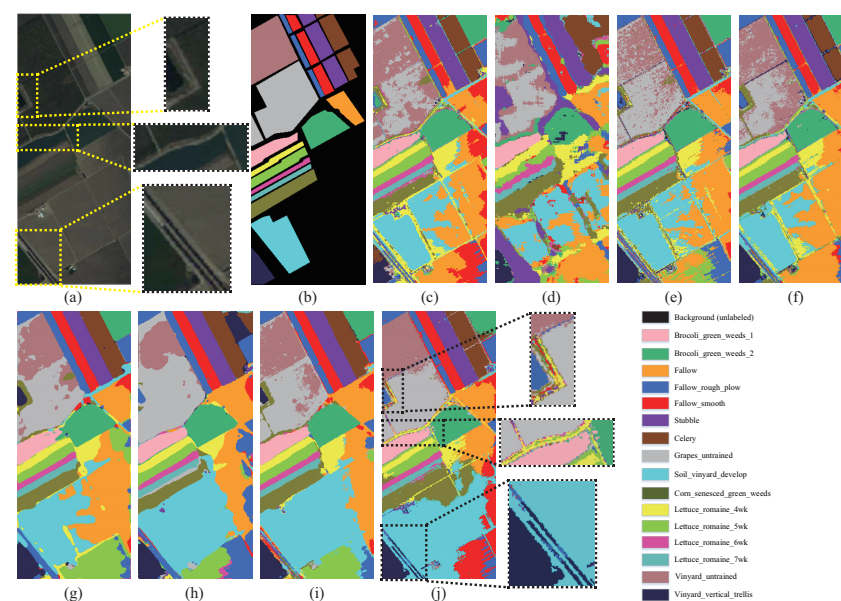 (a)
(b)
(c)
(d)
(e)
(f)
(g)
(h)
(i)
(j)
Background (unlabeled)
Brocoli_green_weeds_1
Brocoli_green_weeds_2
Fallow
Fallow_rough_plow
Fallow_smooth
Stubble
Celery
Grapes_untrained
Soil_vinyard_develop
Corn_senesced_green_weeds
Lettuce_romaine_4wk
Lettuce_romaine_5wk
Lettuce_romaine_6wk
Lettuce_romaine_7wk
Vinyard_untrained
Vinyard_vertical_trellis